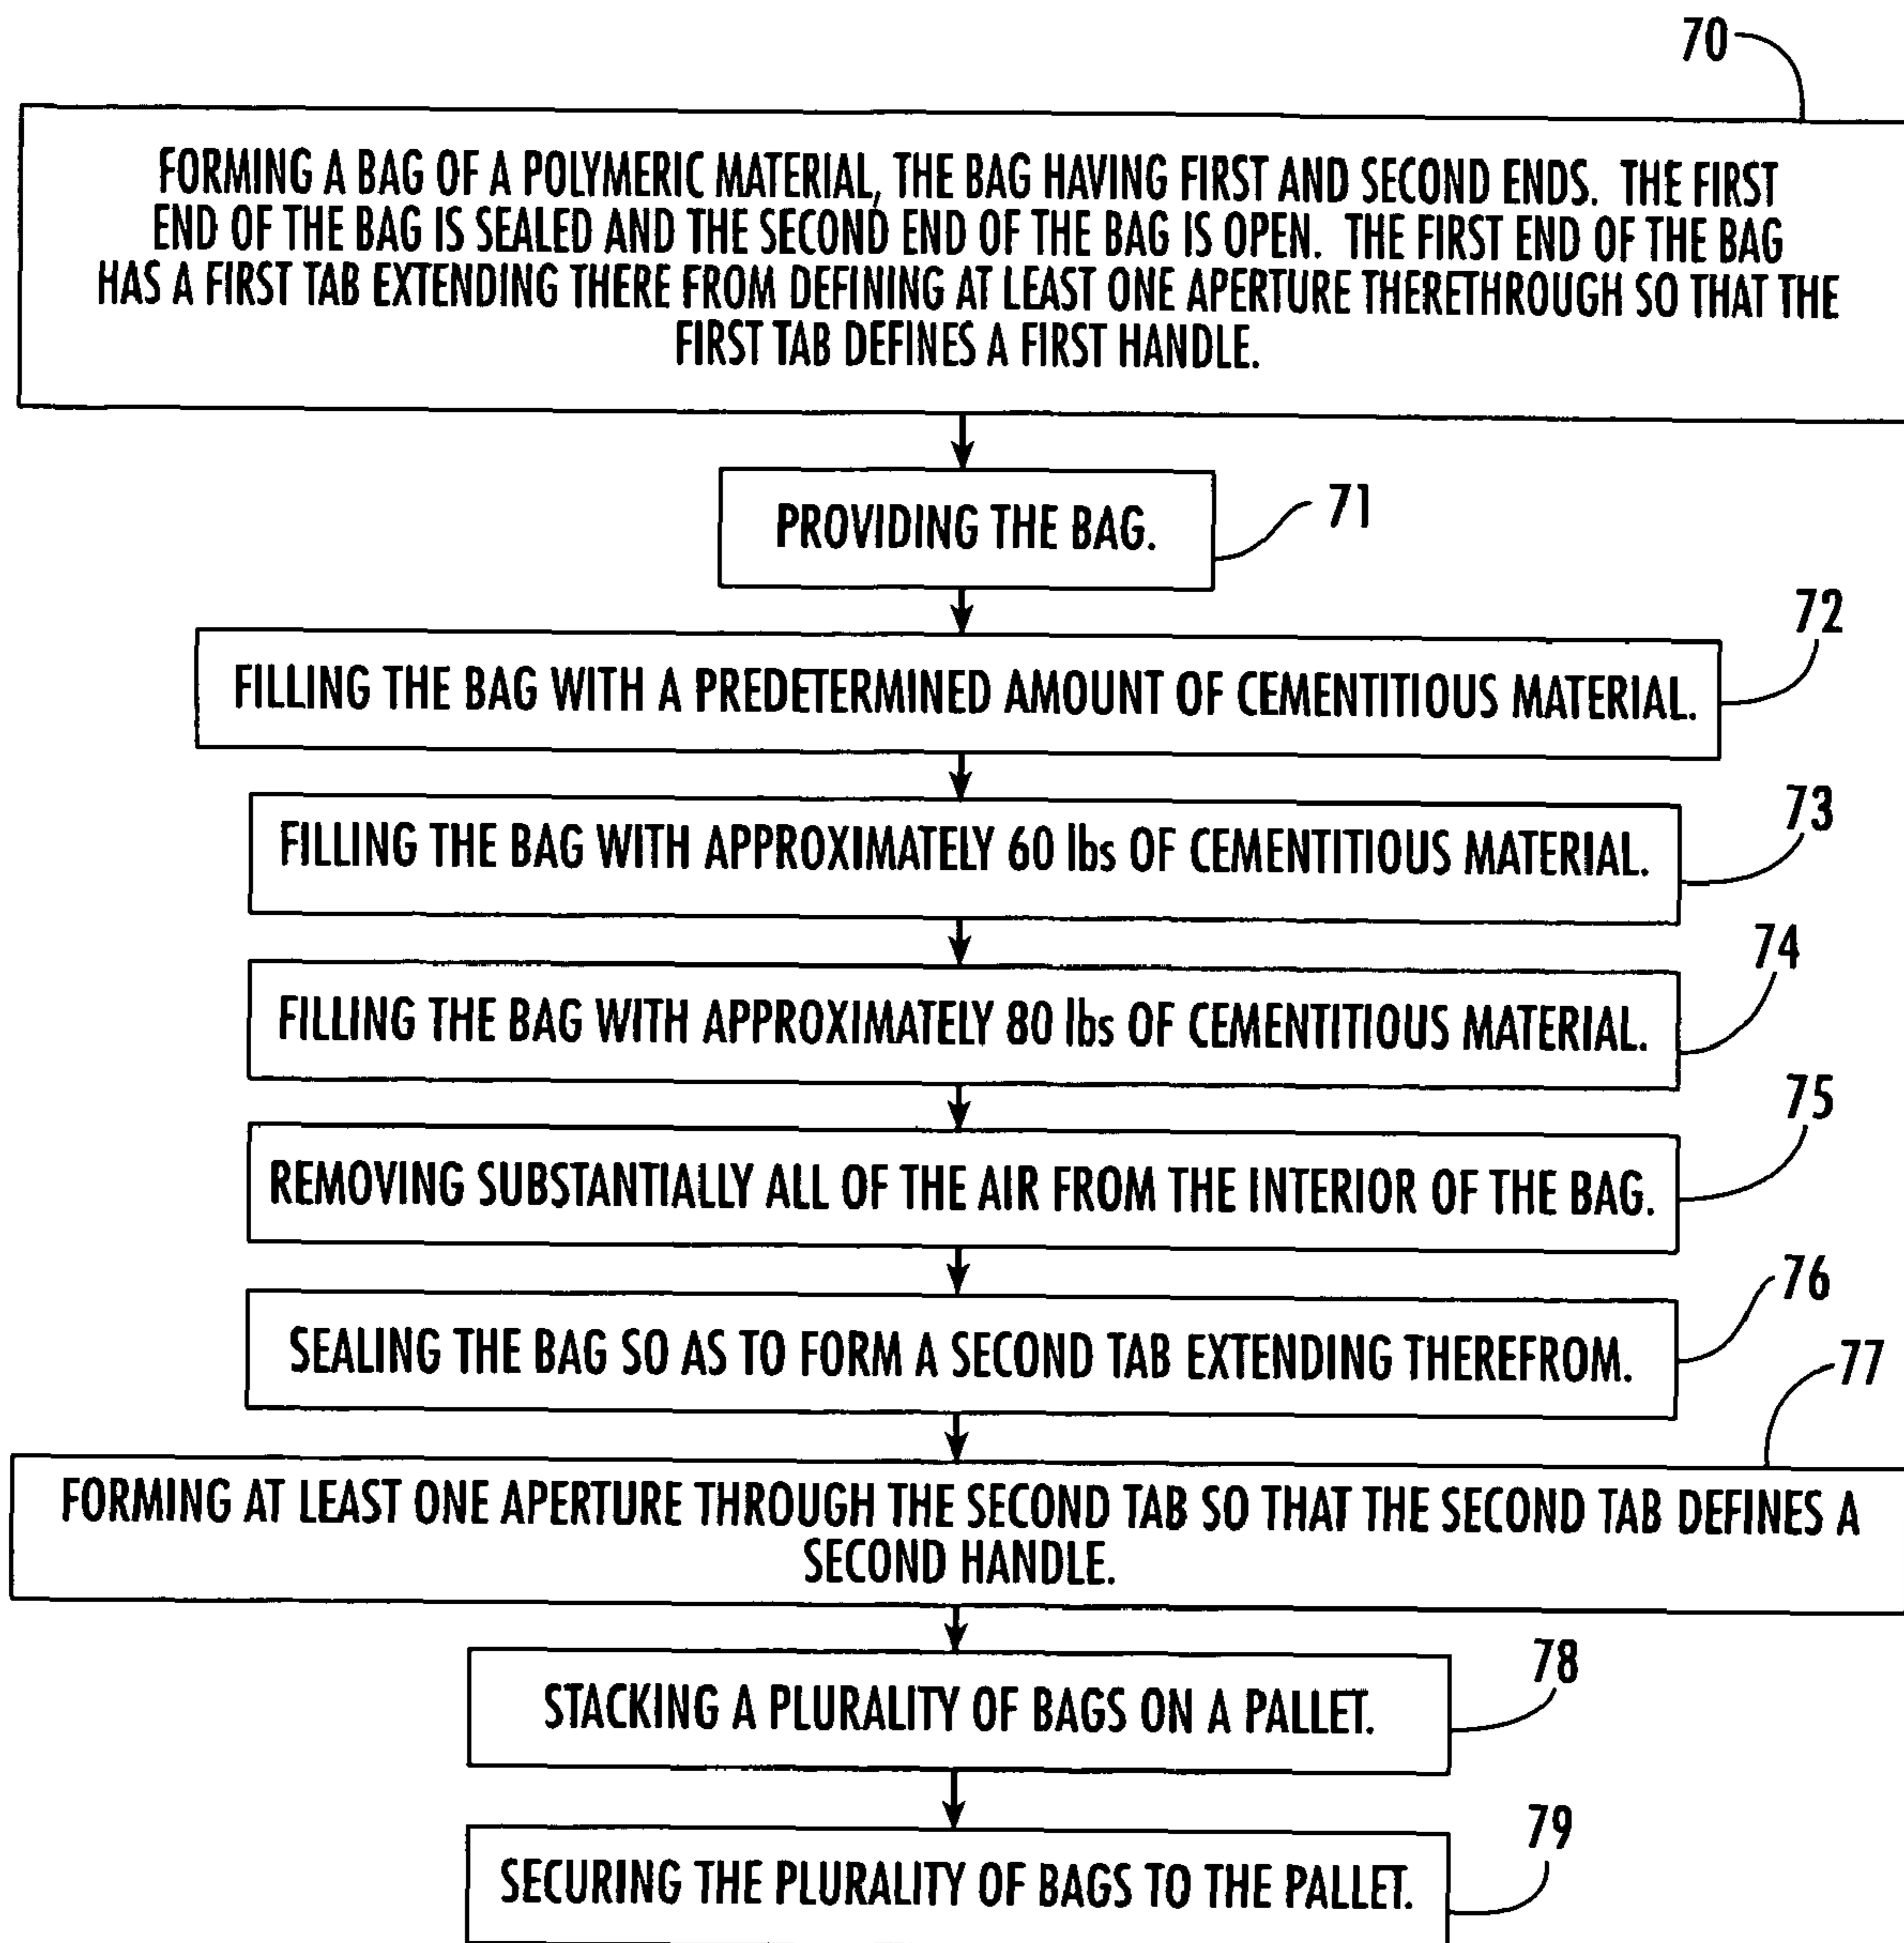 70
FORMING A BAG OF A POLYMERIC MATERIAL, THE BAG HAVING FIRST AND SECOND ENDS. THE FIRST
END OF THE BAG IS SEALED AND THE SECOND END OF THE BAG IS OPEN. THE FIRST END OF THE BAG
HAS A FIRST TAB EXTENDING THERE FROM DEFINING AT LEAST ONE APERTURE THERETHROUGH SO THAT THE
FIRST TAB DEFINES A FIRST HANDLE.
PROVIDING THE BAG.
71
72
FILLING THE BAG WITH A PREDETERMINED AMOUNT OF CEMENTITIOUS MATERIAL.
73
FILLING THE BAG WITH APPROXIMATELY 60 lbs OF CEMENTITIOUS MATERIAL.
74
FILLING THE BAG WITH APPROXIMATELY 80 lbs OF CEMENTITIOUS MATERIAL.
75
REMOVING SUBSTANTIALLY ALL OF THE AIR FROM THE INTERIOR OF THE BAG.
76
SEALING THE BAG SO AS TO FORM A SECOND TAB EXTENDING THEREFROM.
77
FORMING AT LEAST ONE APERTURE THROUGH THE SECOND TAB SO THAT THE SECOND TAB DEFINES A
SECOND HANDLE.
78
STACKING A PLURALITY OF BAGS ON A PALLET.
79
SECURING THE PLURALITY OF BAGS TO THE PALLET.